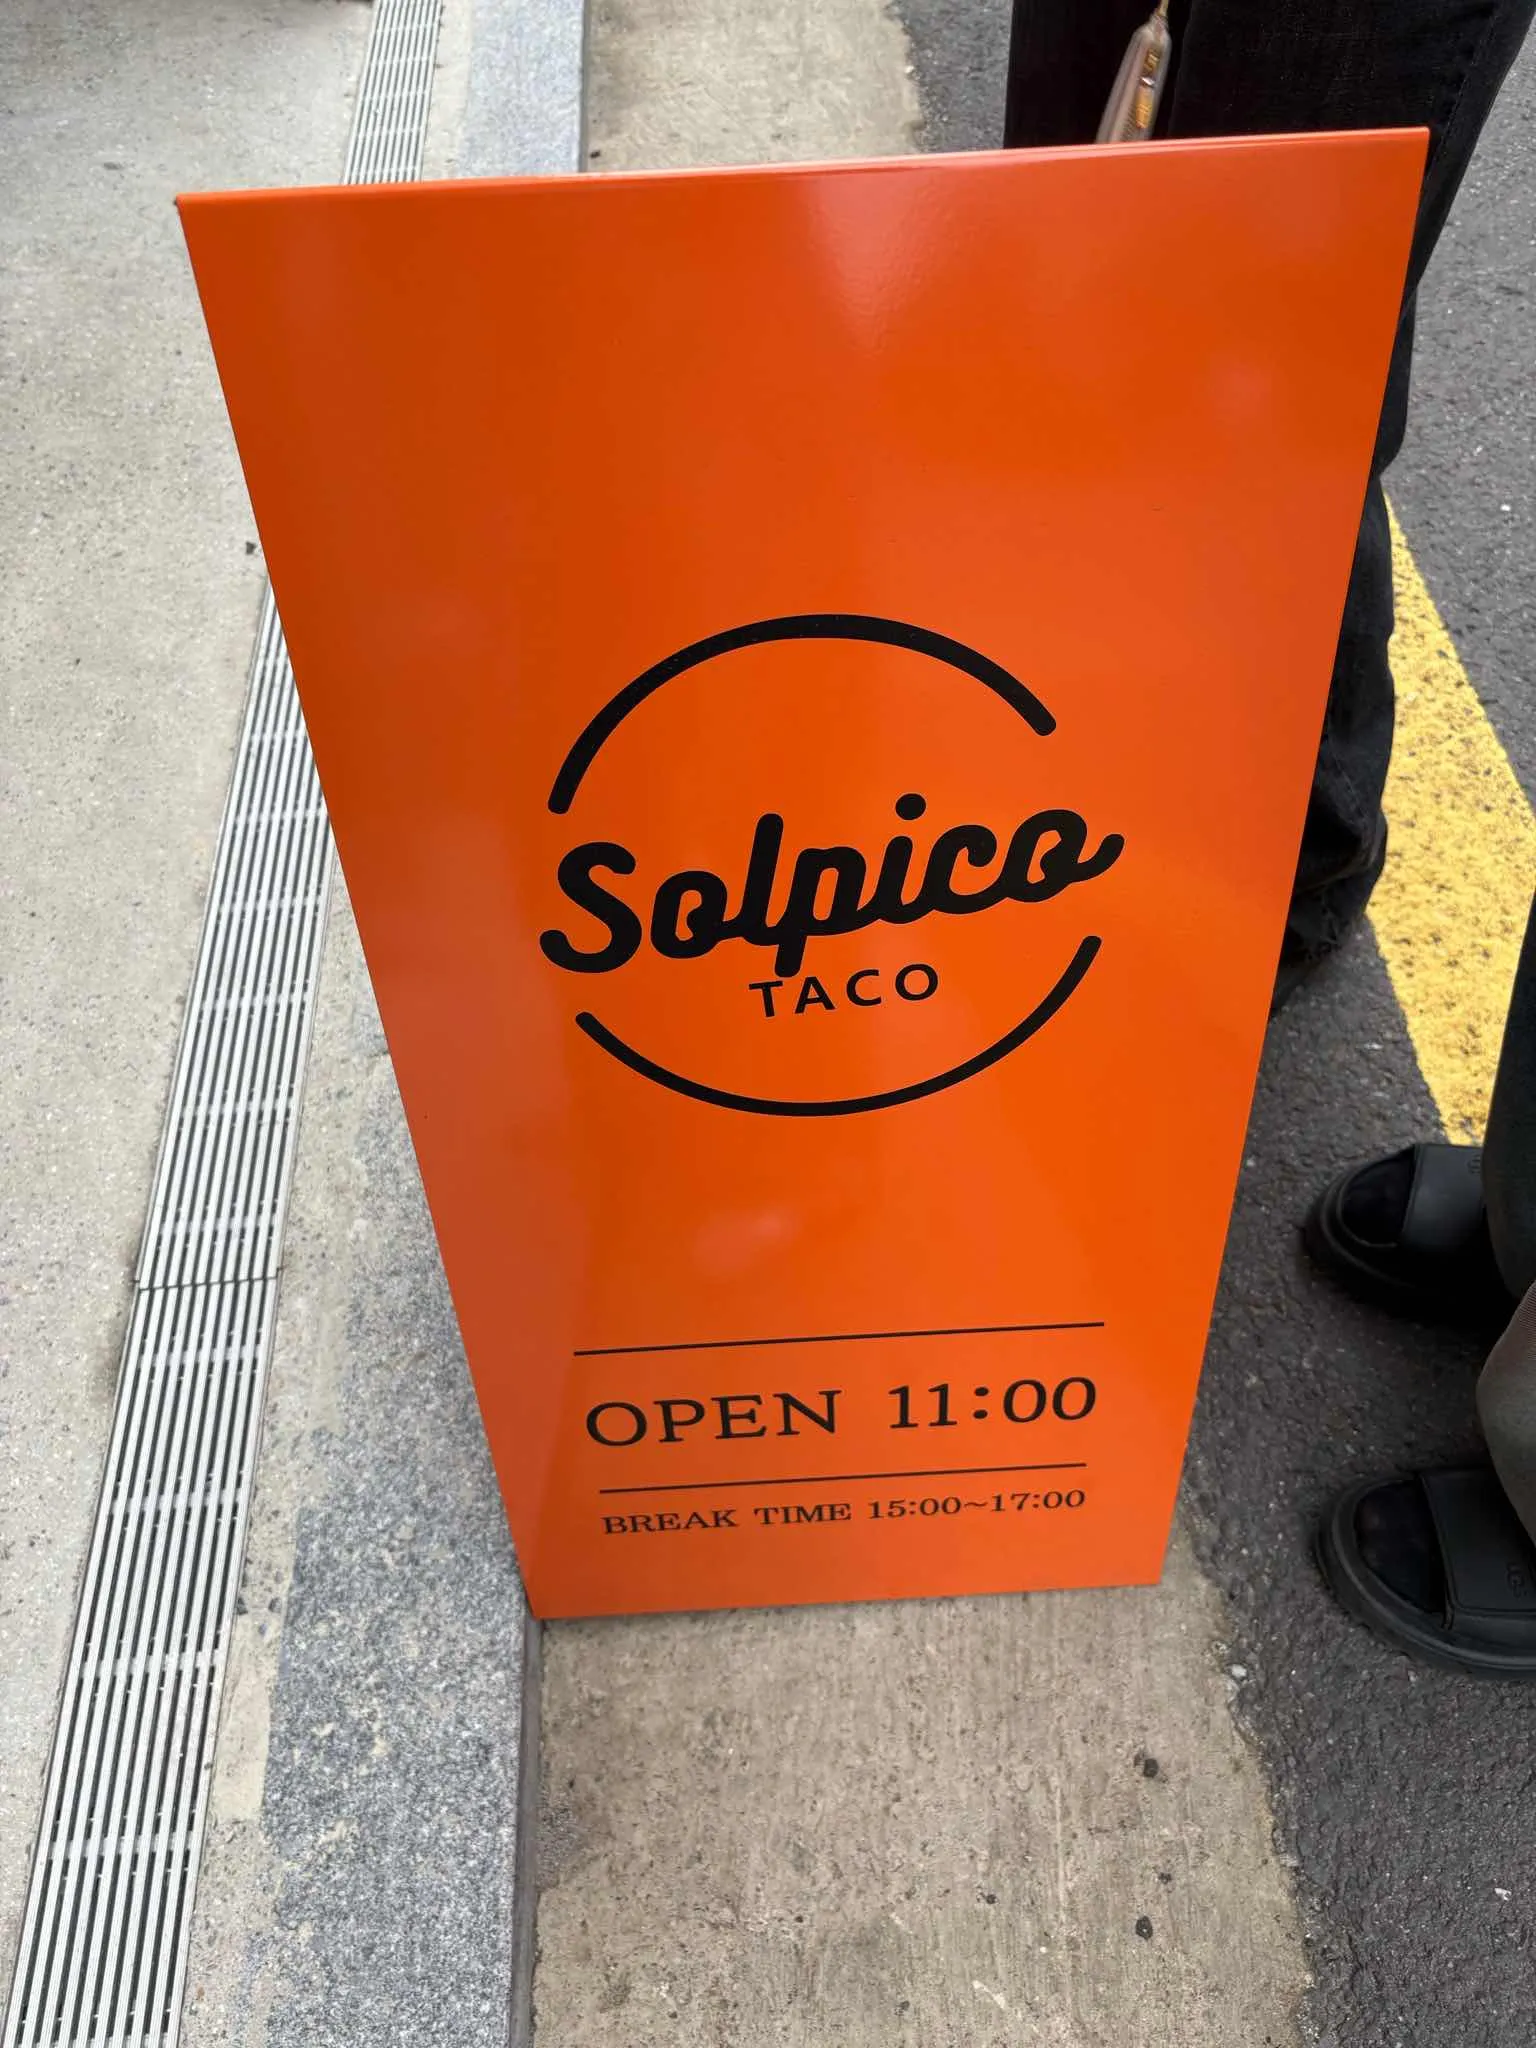 Solpico
TACO
OPEN 11:00
BREAK TIME 15:00~17:00